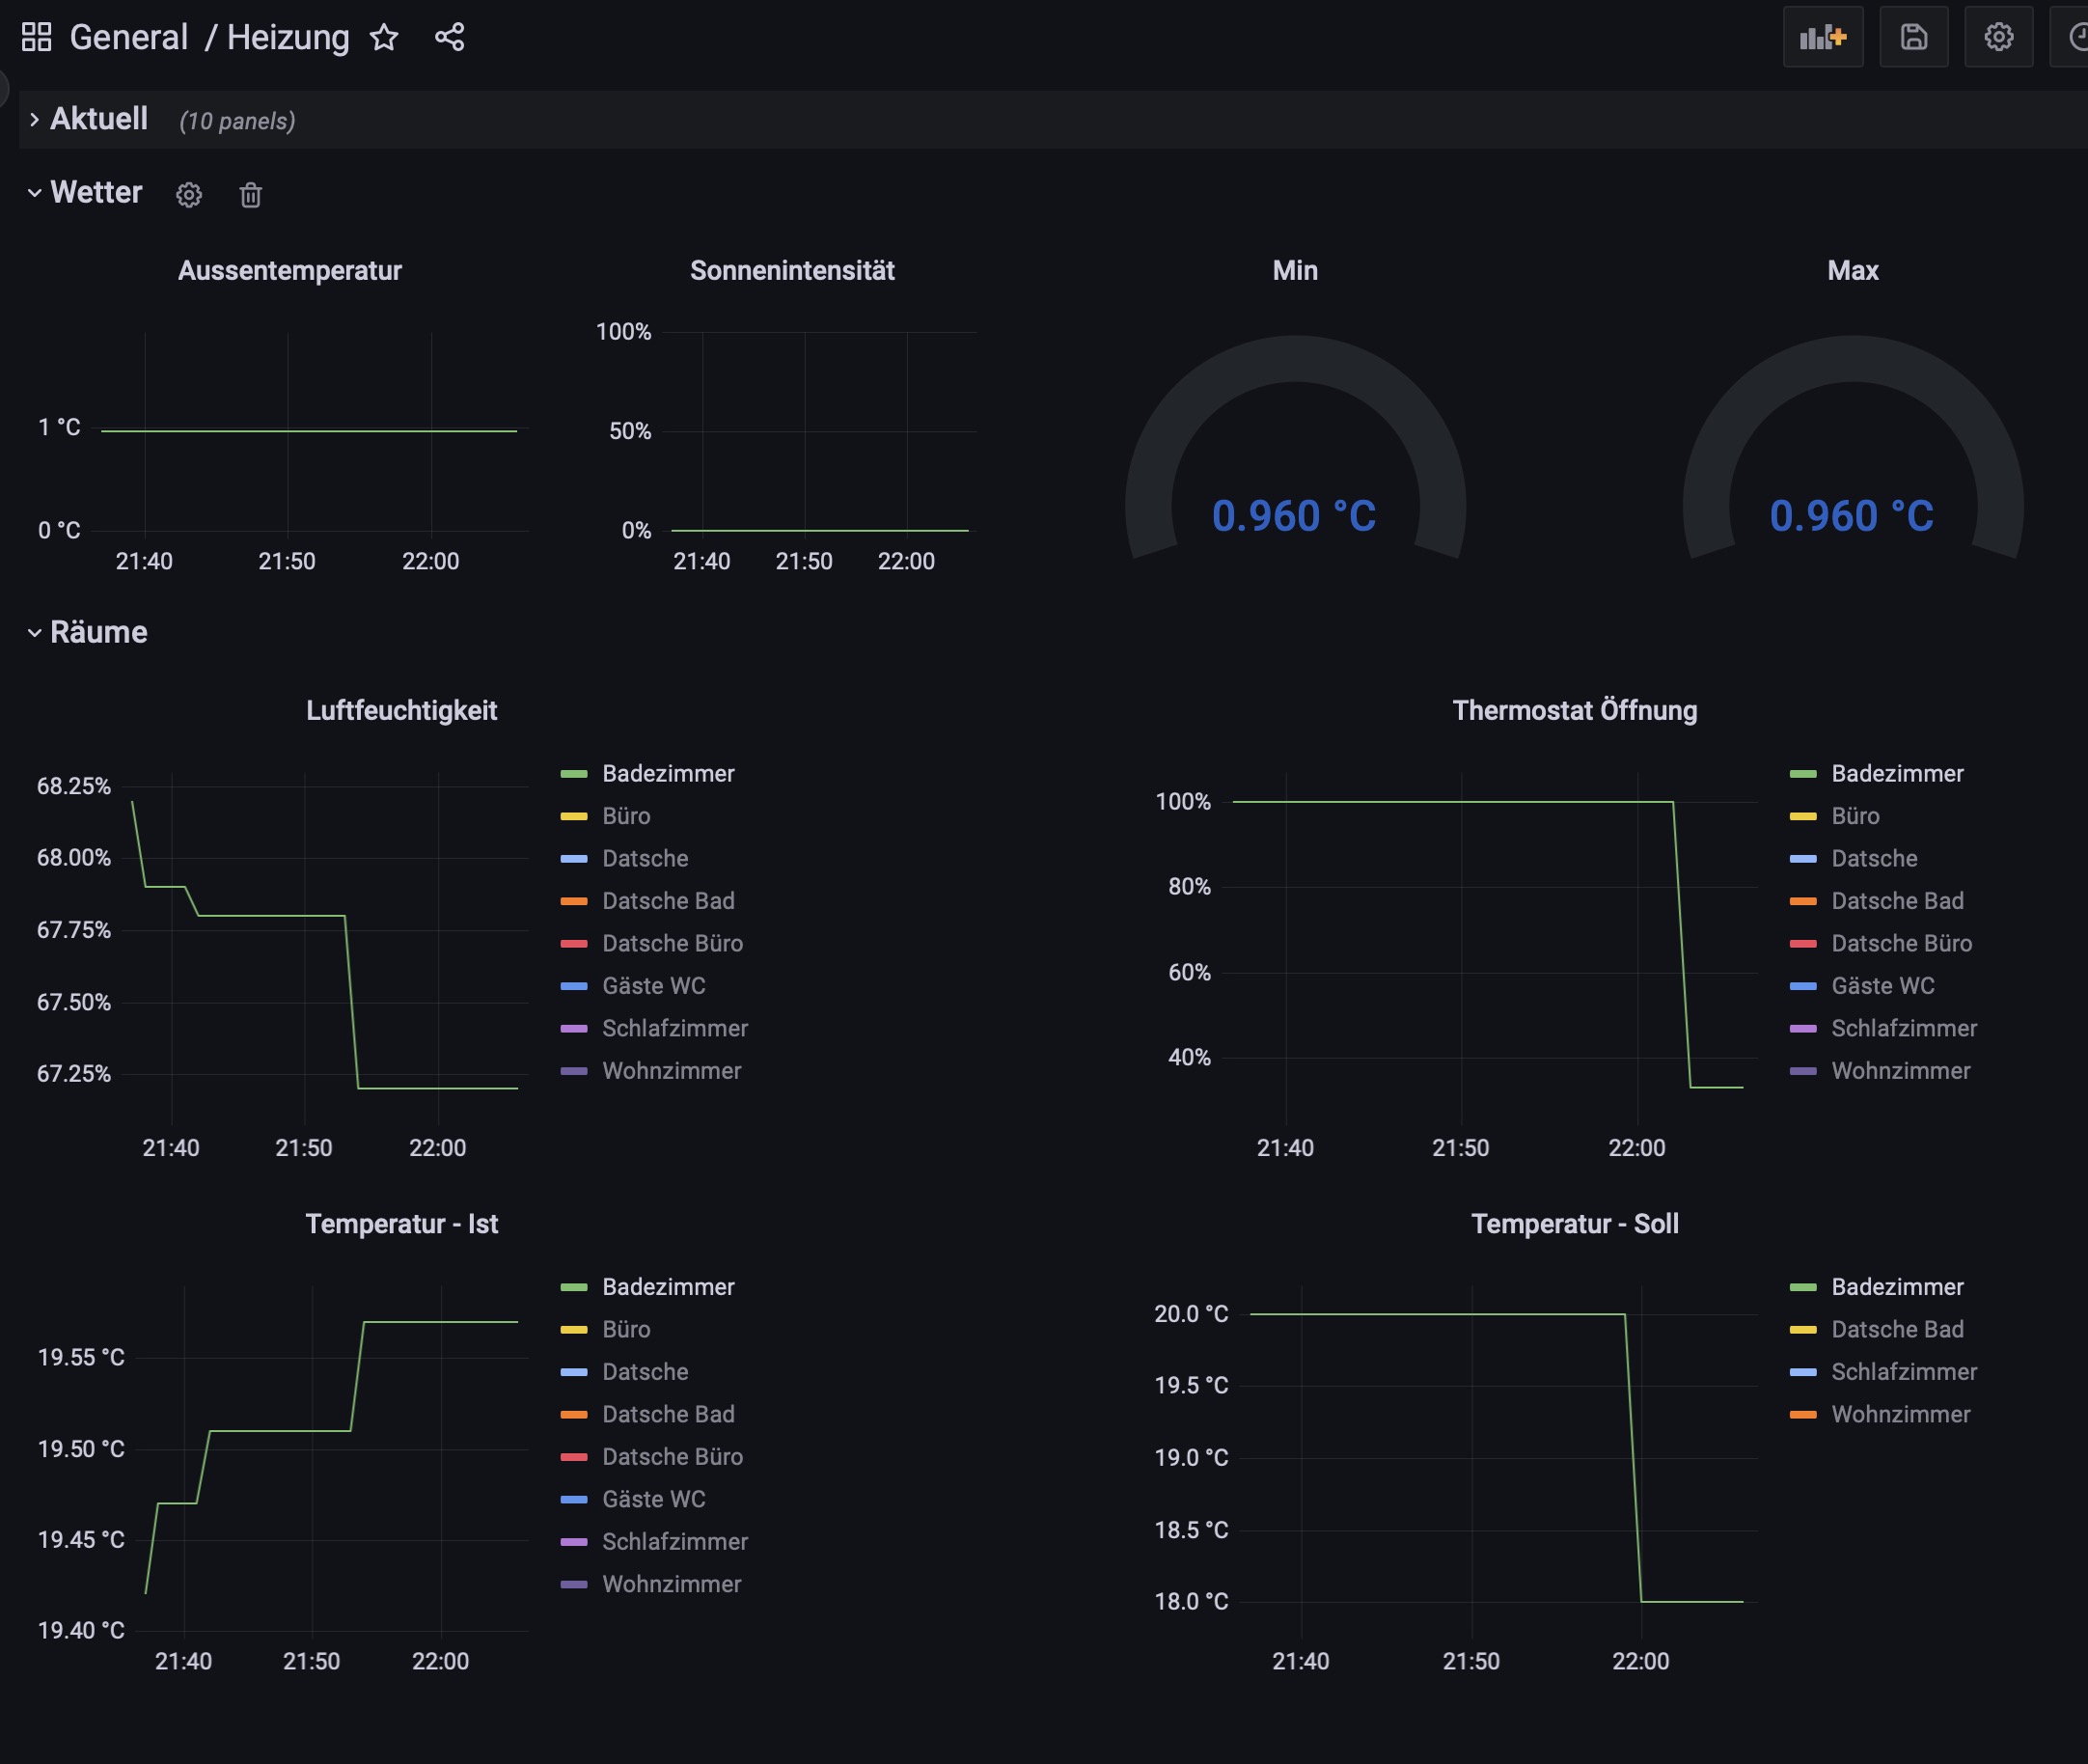 General / Heizung
Aktuell (10 panels)
Wetter
Aussentemperatur
1 °C
0 °C
21:40 21:50 22:00
Sonnenintensität
100%
50%
0%
21:40 21:50 22:00
Min
0.960 °C
Max
0.960 °C
Räume
Luftfeuchtigkeit
68.25%
68.00%
67.75%
67.50%
67.25%
21:40 21:50 22:00
Badezimmer
Büro
Datsche
Datsche Bad
Datsche Büro
Gäste WC
Schlafzimmer
Wohnzimmer
Thermostat Öffnung
100%
80%
60%
40%
21:40 21:50 22:00
Badezimmer
Büro
Datsche
Datsche Bad
Datsche Büro
Gäste WC
Schlafzimmer
Wohnzimmer
Temperatur - Ist
19.55 °C
19.50 °C
19.45 °C
19.40 °C
21:40 21:50 22:00
Badezimmer
Büro
Datsche
Datsche Bad
Datsche Büro
Gäste WC
Schlafzimmer
Wohnzimmer
Temperatur - Soll
20.0 °C
19.5 °C
19.0 °C
18.5 °C
18.0 °C
21:40 21:50 22:00
Badezimmer
Datsche Bad
Schlafzimmer
Wohnzimmer